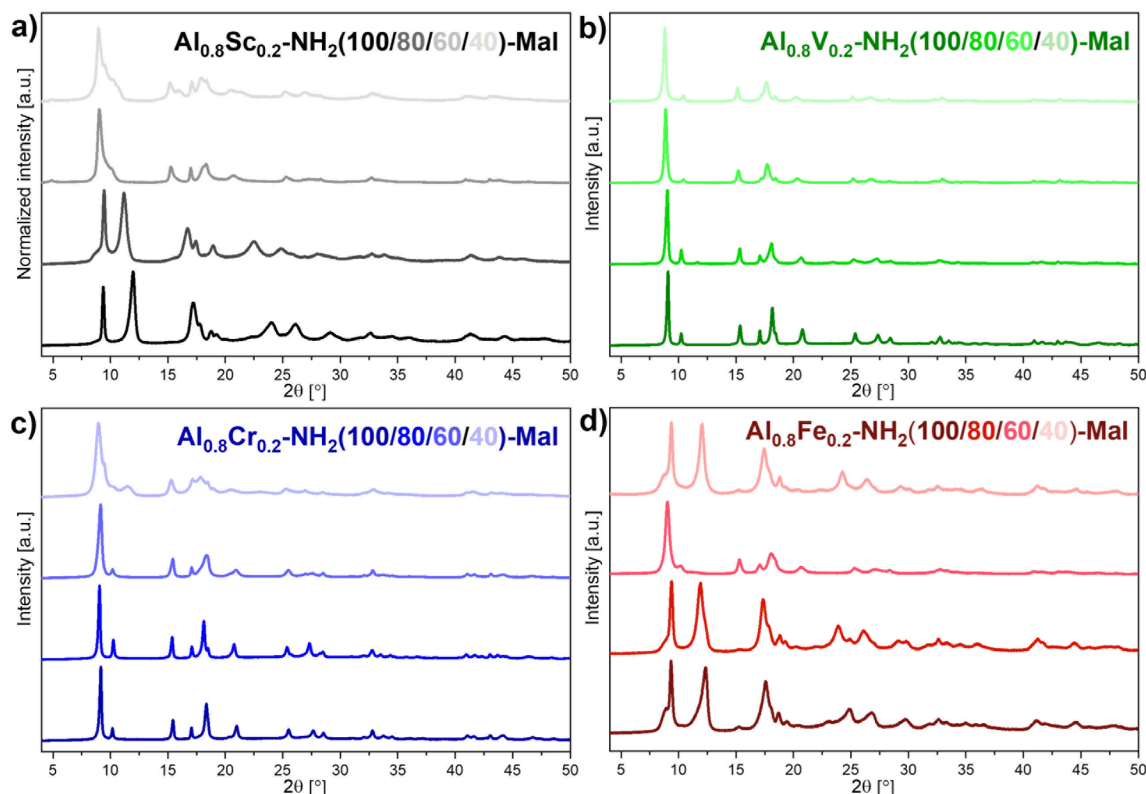 a)
Al0.8Sc0.2-NH2(100/80/60/40)-Mal
Normalized intensity [a.u.]
5 10 15 20 25 30 35 40 45 50
2θ [°]
b)
Al0.8V0.2-NH2(100/80/60/40)-Mal
Intensity [a.u.]
5 10 15 20 25 30 35 40 45 50
2θ [°]
c)
Al0.8Cr0.2-NH2(100/80/60/40)-Mal
Intensity [a.u.]
5 10 15 20 25 30 35 40 45 50
2θ [°]
d)
Al0.8Fe0.2-NH2(100/80/60/40)-Mal
Intensity [a.u.]
5 10 15 20 25 30 35 40 45 50
2θ [°]